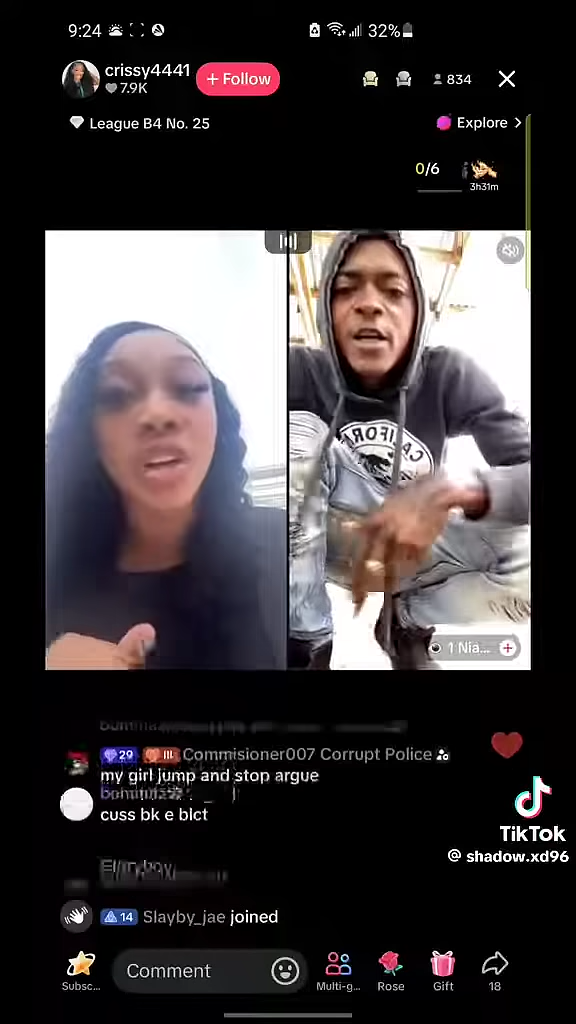 9:24
32%
crissy4441
7.9K
+ Follow
834
League B4 No. 25
Explore >
0/6
3h31m
CALIFOR
1 Nia...
29 III Commisioner007 Corrupt Police
my girl jump and stop argue
cuss bk e blct
TikTok
@ shadow.xd96
14 Slayby_jae joined
Comment
Subsc...
Multi-g...
Rose
Gift
18